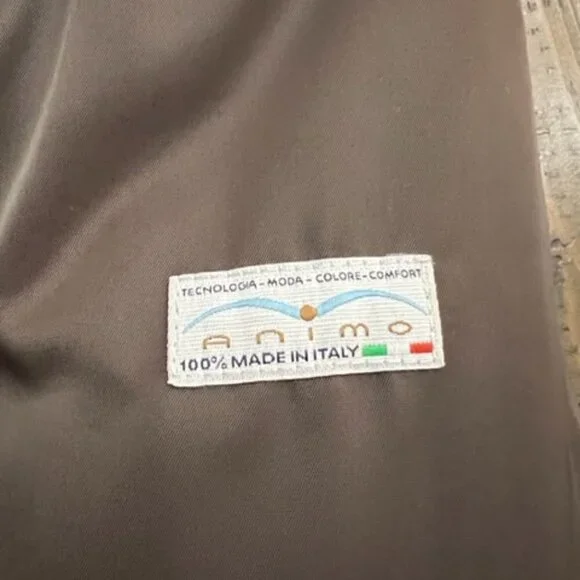 TECNOLOGIA - MODA - COLORE - COMFORT
animo
100% MADE IN ITALY